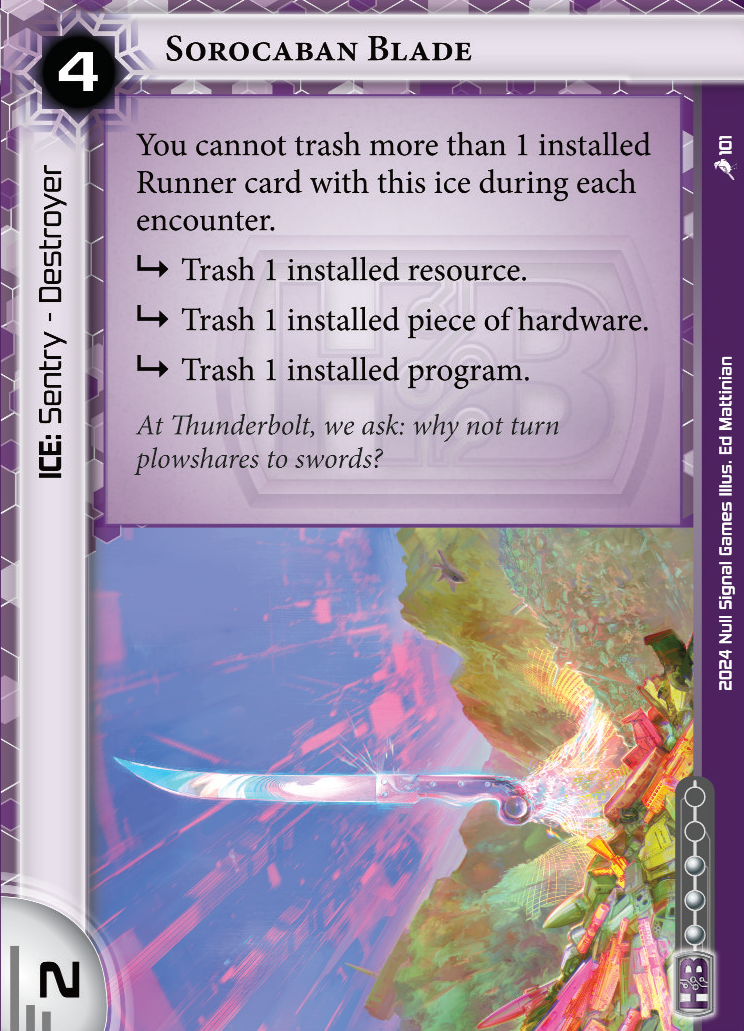 4
Sorocaban Blade
ICE: Sentry - Destroyer
You cannot trash more than 1 installed
Runner card with this ice during each
encounter.
Trash 1 installed resource.
Trash 1 installed piece of hardware.
Trash 1 installed program.
At Thunderbolt, we ask: why not turn
plowshares to swords?
101
2024 Null Signal Games Illus. Ed Mattinian
2
HB